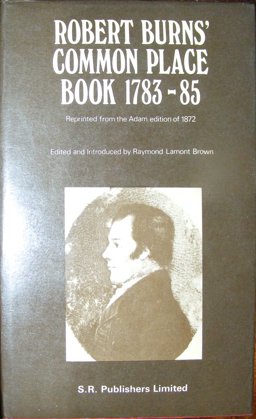 ROBERT BURNS'
COMMON PLACE
BOOK 1783-85
Reprinted from the Adam edition of 1872
Edited and Introduced by Raymond Lamont Brown
S.R. Publishers Limited